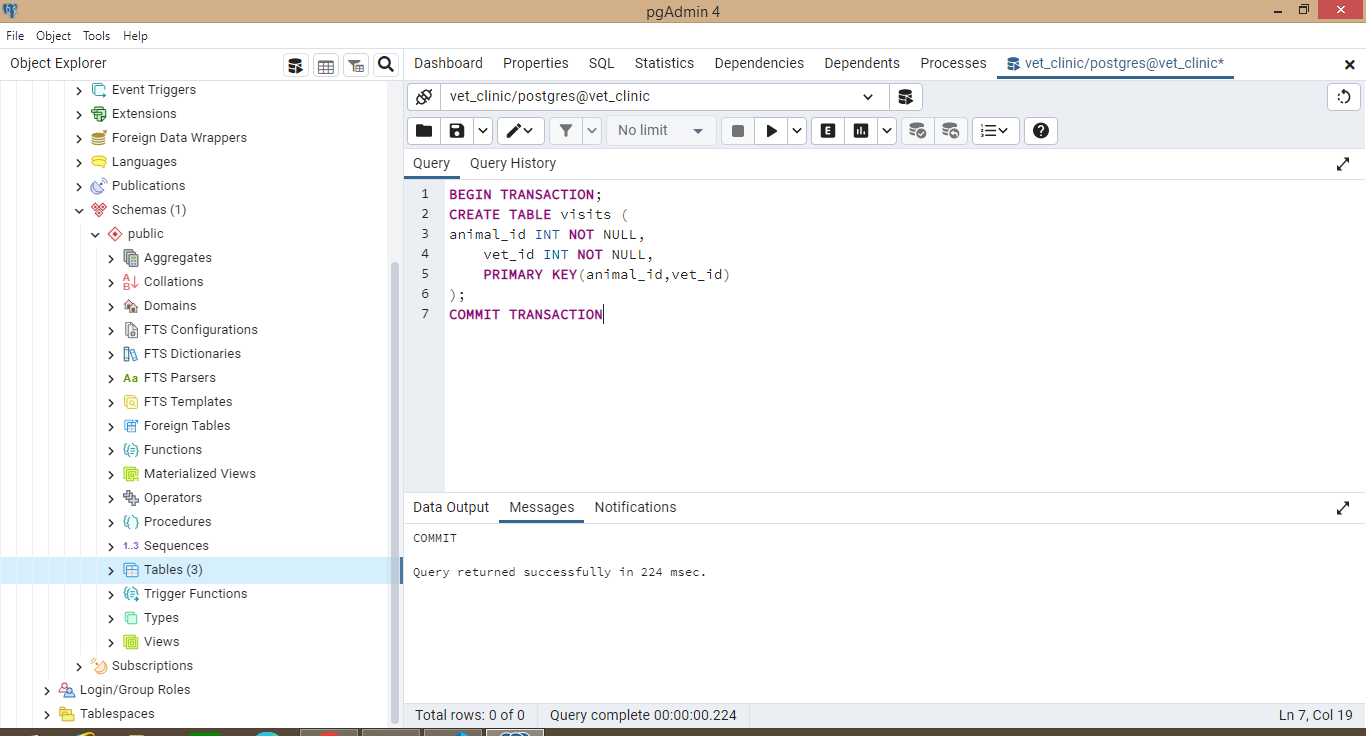 pgAdmin 4
File Object Tools Help
Object Explorer
Dashboard Properties SQL Statistics Dependencies Dependents Processes vet_clinic/postgres@vet_clinic*
Event Triggers
Extensions
Foreign Data Wrappers
Languages
Publications
Schemas (1)
public
Aggregates
Collations
Domains
FTS Configurations
FTS Dictionaries
Aa FTS Parsers
FTS Templates
Foreign Tables
Functions
Materialized Views
Operators
Procedures
1..3 Sequences
Tables (3)
Trigger Functions
Types
Views
Subscriptions
Login/Group Roles
Tablespaces
vet_clinic/postgres@vet_clinic
No limit E
Query Query History
1 BEGIN TRANSACTION;
2 CREATE TABLE visits (
3 animal_id INT NOT NULL,
4 vet_id INT NOT NULL,
5 PRIMARY KEY(animal_id,vet_id)
6 );
7 COMMIT TRANSACTION
Data Output Messages Notifications
COMMIT
Query returned successfully in 224 msec.
Total rows: 0 of 0 Query complete 00:00:00.224 Ln 7, Col 19